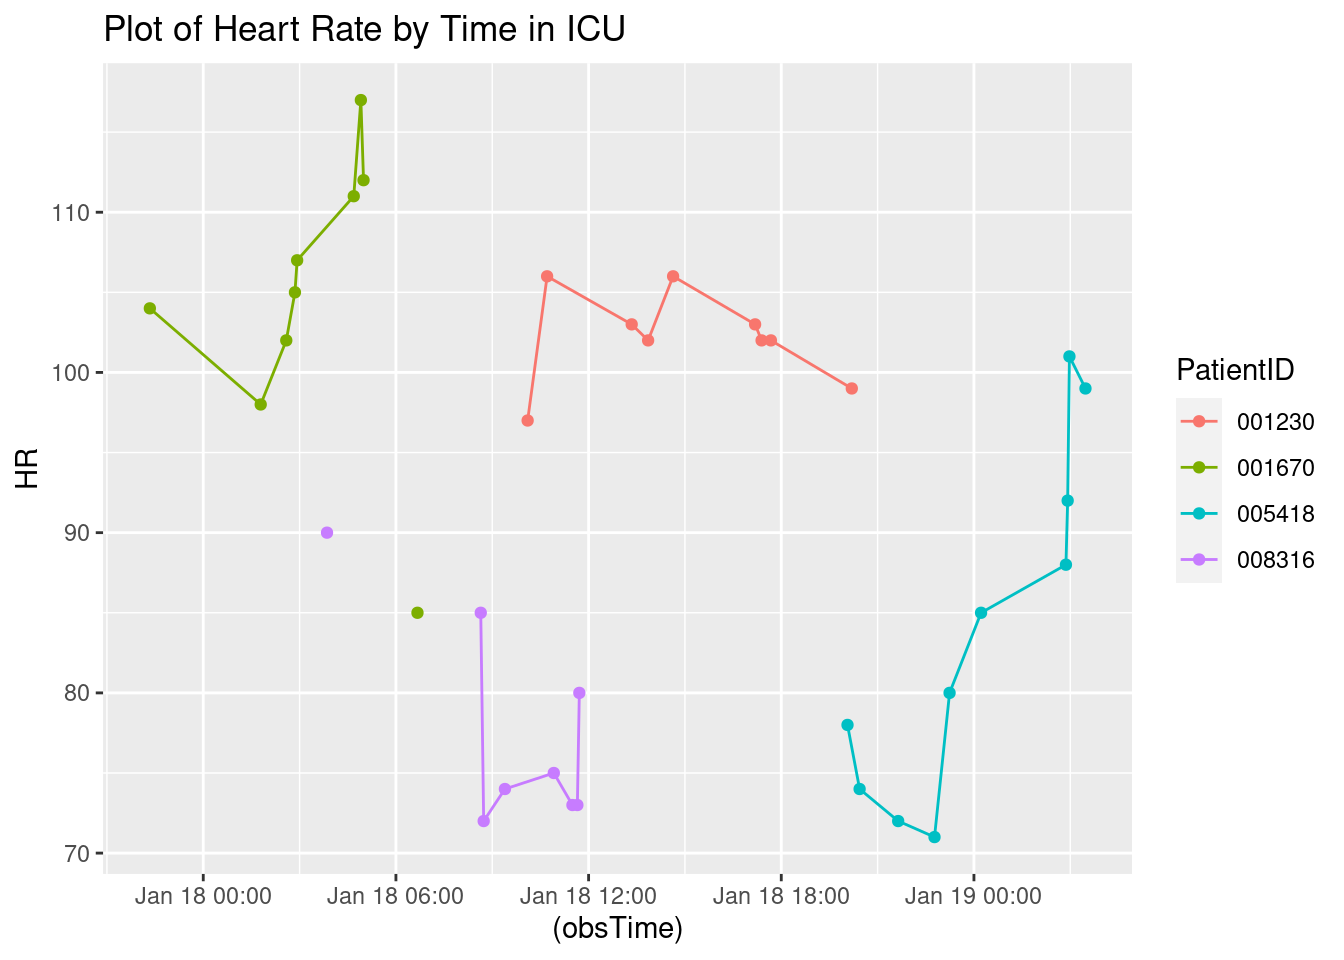 Plot of Heart Rate by Time in ICU
110
100
90
80
70
HR
Jan 18 00:00
Jan 18 06:00
Jan 18 12:00
Jan 18 18:00
Jan 19 00:00
(obsTime)
PatientID
001230
001670
005418
008316